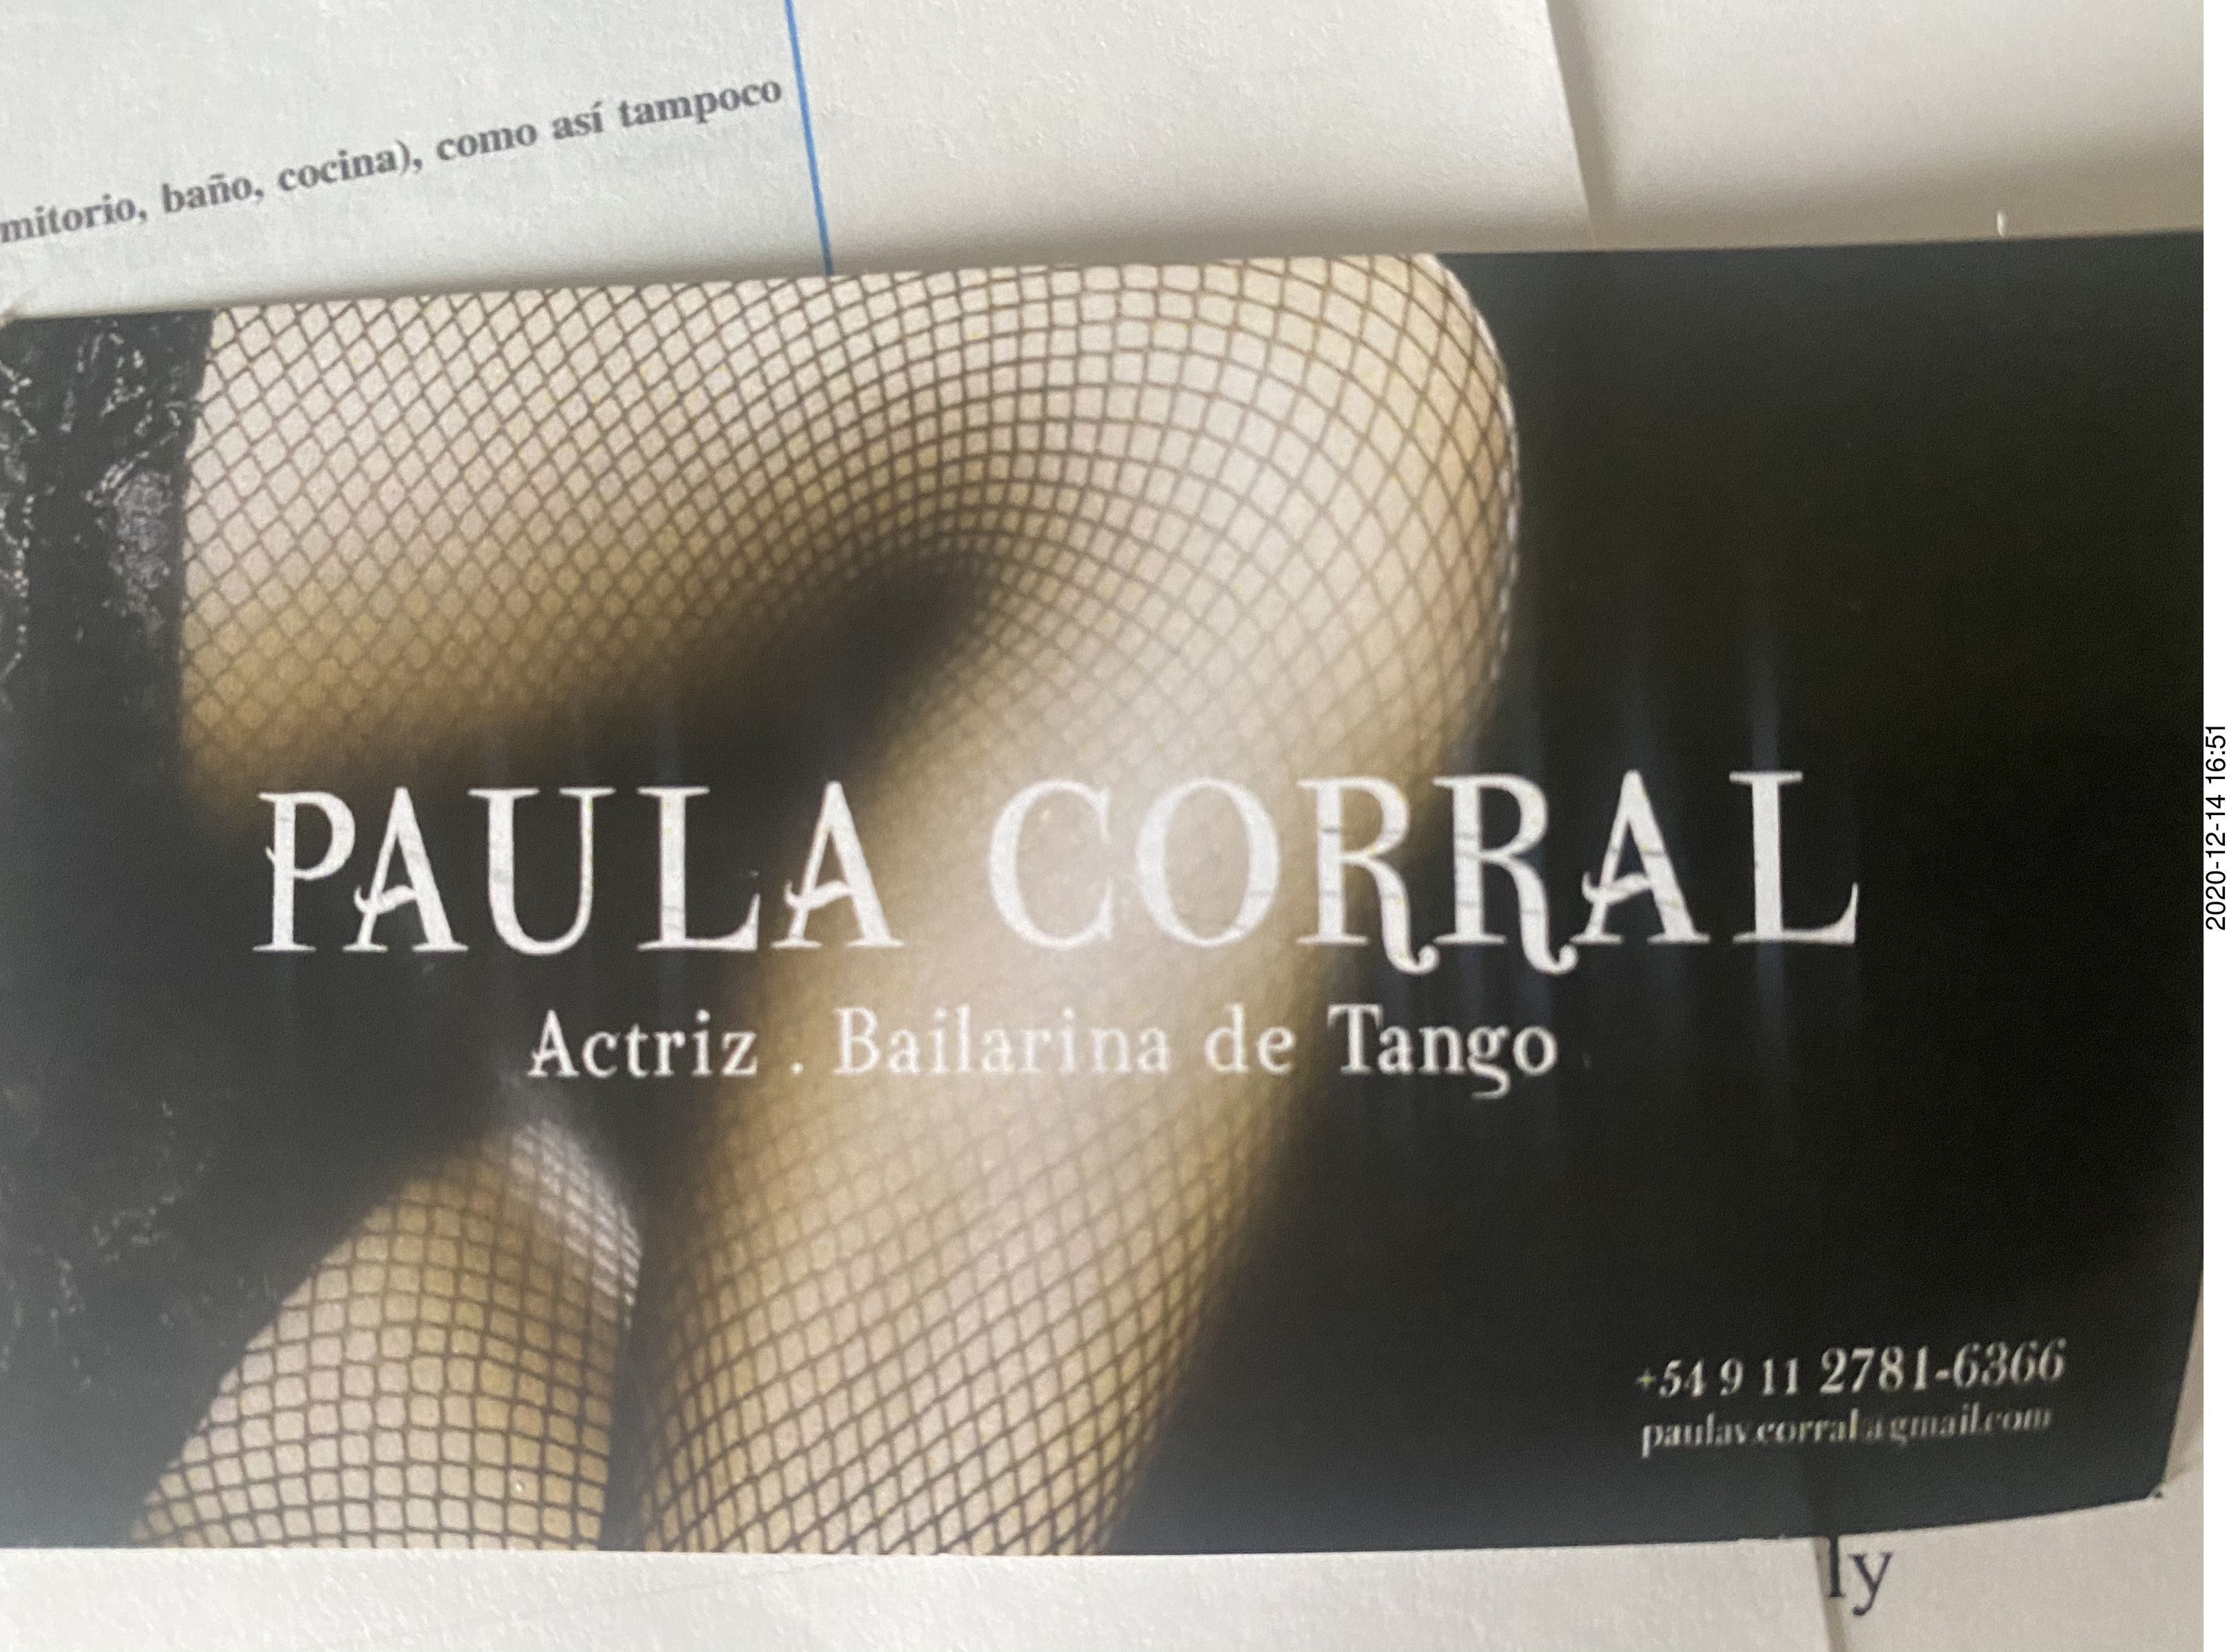 mitorio, baño, cocina), como así tampoco
PAULA CORRAL
Actriz . Bailarina de Tango
+54 9 11 2781-6366
paulav.corral@gmail.com
ly
2020-12-14 16:51